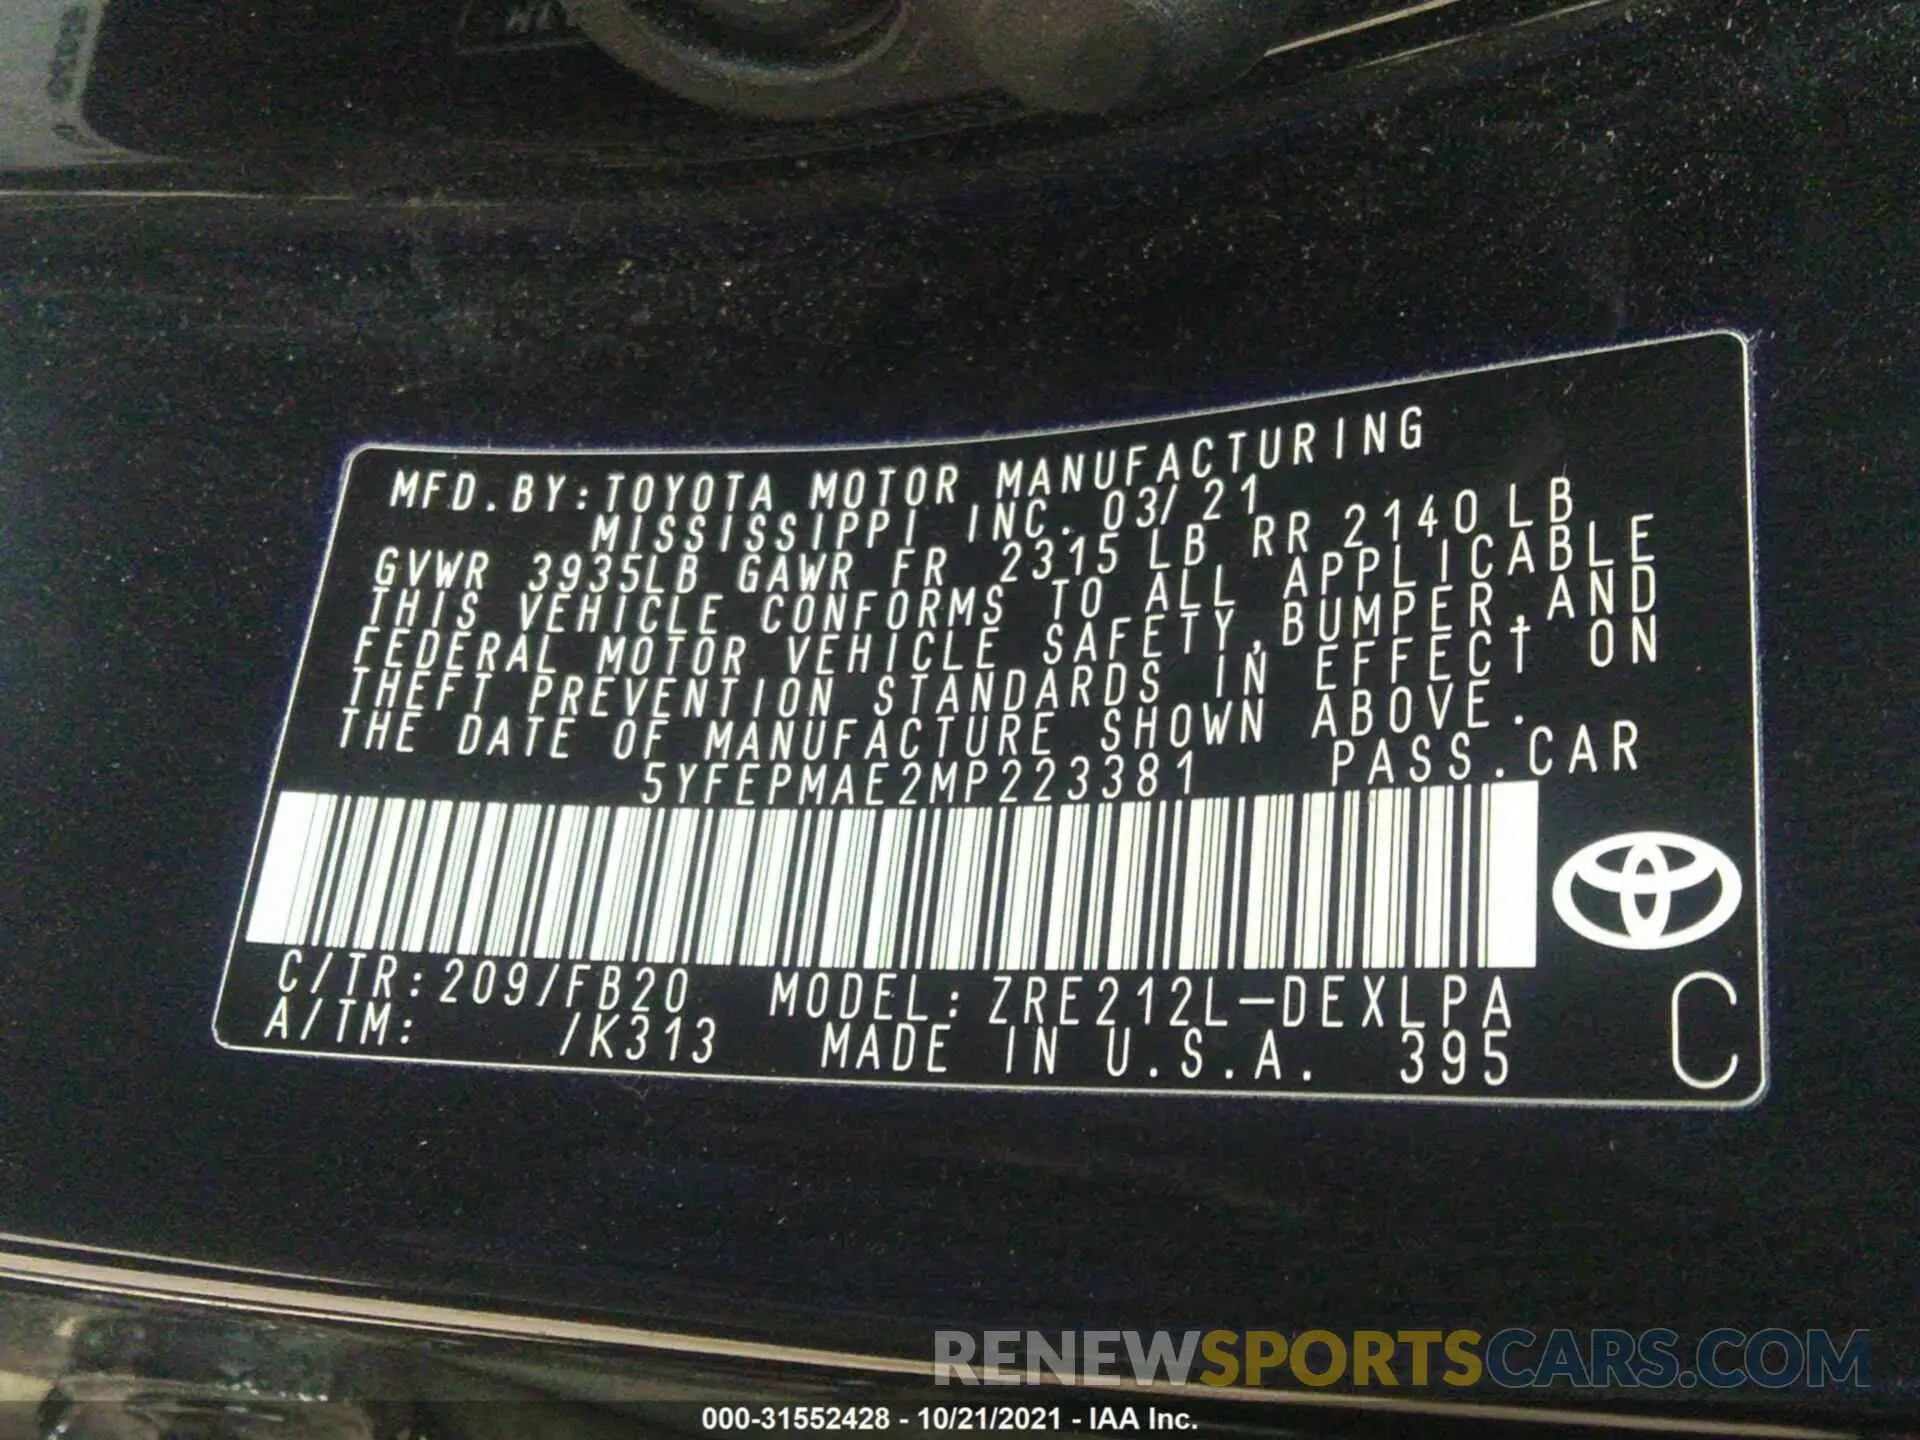 MFD.BY:TOYOTA MOTOR MANUFACTURING
MISSISSIPPI INC. 03/21
GVWR 3935LB GAWR FR 2315 LB RR 2140 LB
THIS VEHICLE CONFORMS TO ALL APPLICABLE
FEDERAL MOTOR VEHICLE SAFETY,BUMPER,AND
THEFT PREVENTION STANDARDS IN EFFECT ON
THE DATE OF MANUFACTURE SHOWN ABOVE.
5YFEPMAE2MP223381 PASS.CAR
C/TR:209/FB20 MODEL:ZRE212L-DEXLPA
A/TM: /K313 MADE IN U.S.A. 395
C
RENEWSPORTSCARS.COM
000-31552428 - 10/21/2021 - IAA Inc.